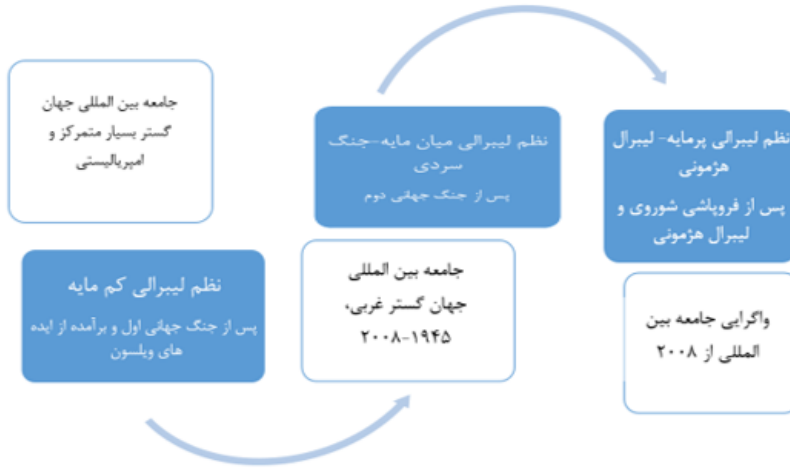 جامعه بین المللی جهان
گستر بسیار متمرکز و
امپریالیستی
نظم لیبرالی کم مایه
پس از جنگ جهانی اول و برآمده از ایده
های ویلسون
نظم لیبرالی میان مایه-جنگ
سردی
پس از جنگ جهانی دوم
جامعه بین المللی
جهان گستر غربی،
۲۰۰۸-۱۹۴۵
نظم لیبرالی پرمایه- لیبرال
هژمونی
پس از فروپاشی شوروی و
لیبرال هژمونی
واگرایی جامعه بین
المللی از ۲۰۰۸